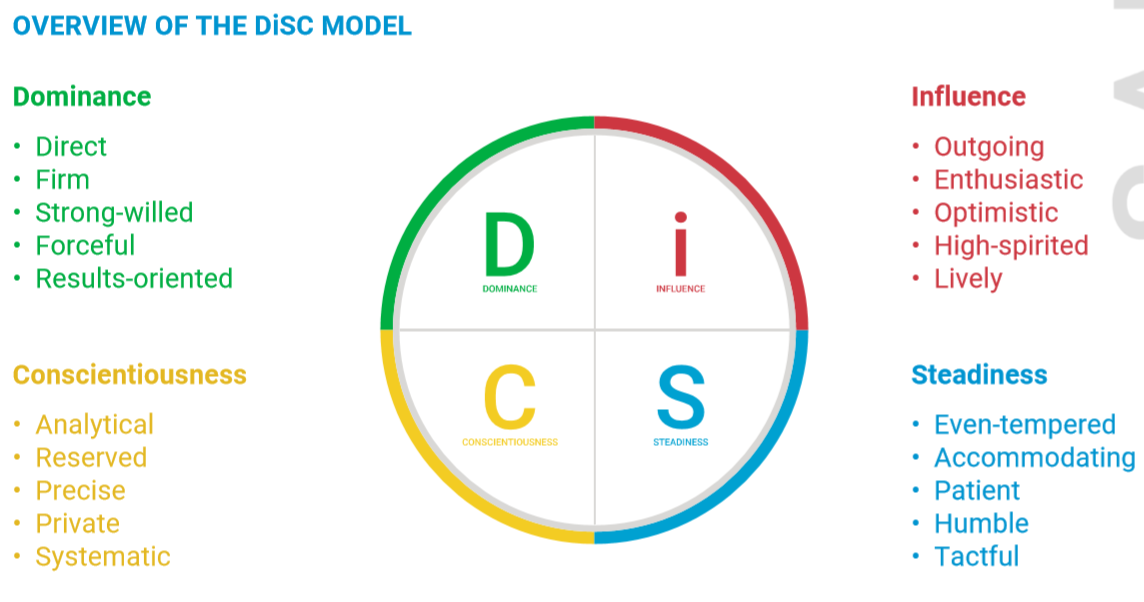 OVERVIEW OF THE DiSC MODEL
Dominance
• Direct
• Firm
• Strong-willed
• Forceful
• Results-oriented
Influence
• Outgoing
• Enthusiastic
• Optimistic
• High-spirited
• Lively
D
DOMINANCE
i
INFLUENCE
C
CONSCIENTIOUSNESS
S
STEADINESS
Conscientiousness
• Analytical
• Reserved
• Precise
• Private
• Systematic
Steadiness
• Even-tempered
• Accommodating
• Patient
• Humble
• Tactful